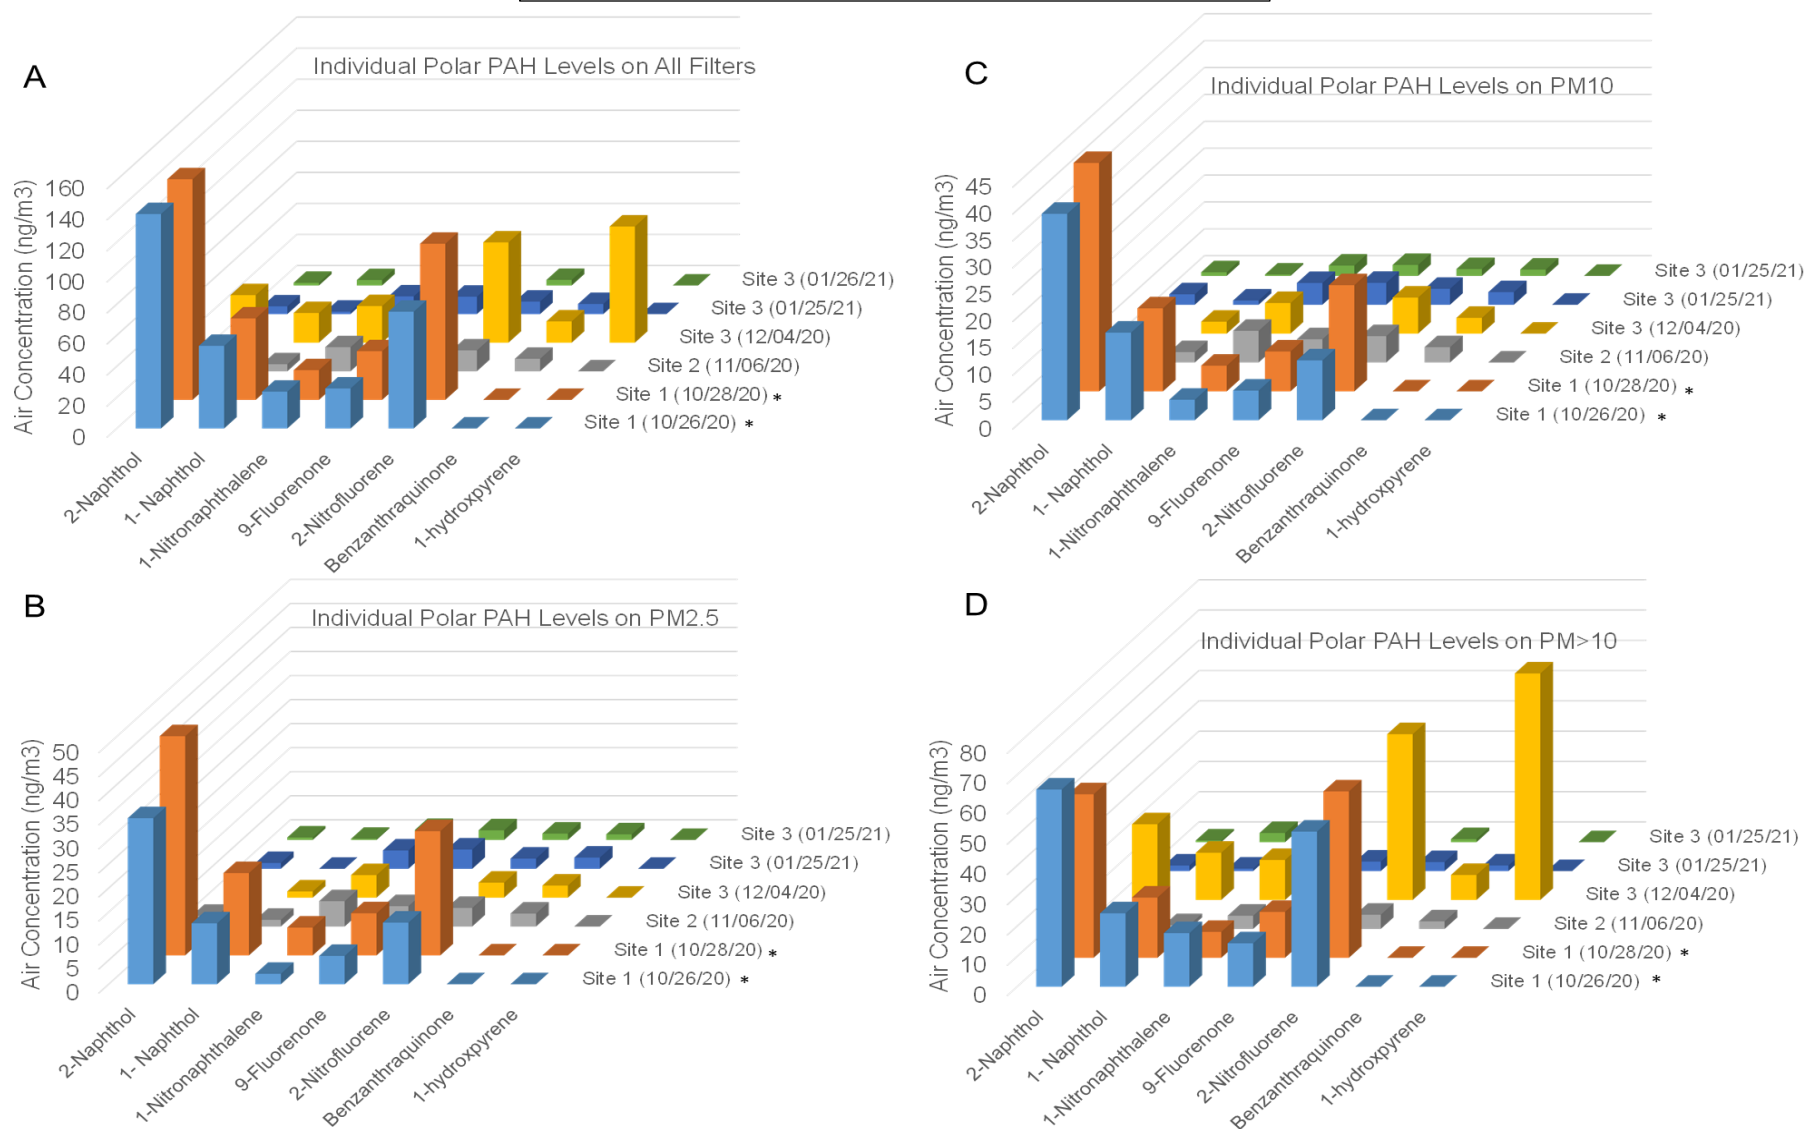 A
Individual Polar PAH Levels on All Filters
Air Concentration (ng/m3)
160
140
120
100
80
60
40
20
0
Site 3 (01/26/21)
Site 3 (01/25/21)
Site 3 (12/04/20)
Site 2 (11/06/20)
Site 1 (10/28/20) *
Site 1 (10/26/20) *
2-Naphthol
1- Naphthol
1-Nitronaphthalene
9-Fluorenone
2-Nitrofluorene
Benzanthraquinone
1-hydroxpyrene
C
Individual Polar PAH Levels on PM10
Air Concentration (ng/m3)
45
40
35
30
25
20
15
10
5
0
Site 3 (01/25/21)
Site 3 (01/25/21)
Site 3 (12/04/20)
Site 2 (11/06/20)
Site 1 (10/28/20) *
Site 1 (10/26/20) *
2-Naphthol
1- Naphthol
1-Nitronaphthalene
9-Fluorenone
2-Nitrofluorene
Benzanthraquinone
1-hydroxpyrene
B
Individual Polar PAH Levels on PM2.5
Air Concentration (ng/m3)
50
45
40
35
30
25
20
15
10
5
0
Site 3 (01/25/21)
Site 3 (01/25/21)
Site 3 (12/04/20)
Site 2 (11/06/20)
Site 1 (10/28/20) *
Site 1 (10/26/20) *
2-Naphthol
1- Naphthol
1-Nitronaphthalene
9-Fluorenone
2-Nitrofluorene
Benzanthraquinone
1-hydroxpyrene
D
Individual Polar PAH Levels on PM>10
Air Concentration (ng/m3)
80
70
60
50
40
30
20
10
0
Site 3 (01/25/21)
Site 3 (01/25/21)
Site 3 (12/04/20)
Site 2 (11/06/20)
Site 1 (10/28/20) *
Site 1 (10/26/20) *
2-Naphthol
1- Naphthol
1-Nitronaphthalene
9-Fluorenone
2-Nitrofluorene
Benzanthraquinone
1-hydroxpyrene